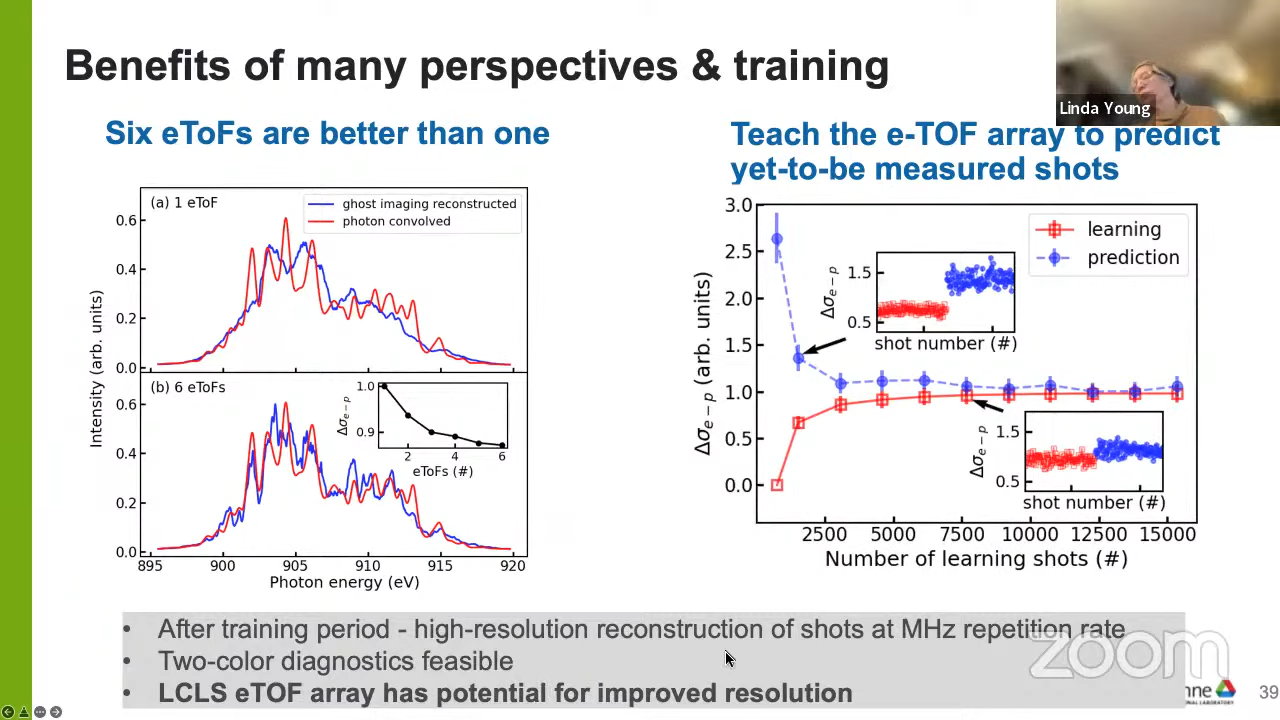 Benefits of many perspectives & training
Linda Young
Six eToFs are better than one
Teach the e-TOF array to predict
yet-to-be measured shots
(a) 1 eToF
ghost imaging reconstructed
photon convolved
0.6
0.4
0.2
0.0
(b) 6 eToFs
0.6
0.4
0.2
0.0
1.0
0.9
Δσe−p
2 4 6
eToFs (#)
Intensity (arb. units)
895 900 905 910 915 920
Photon energy (eV)
3.0
2.5
2.0
1.5
1.0
0.5
0.0
Δσe−p (arb. units)
learning
prediction
1.5
0.5
Δσe−p
shot number (#)
1.5
0.5
Δσe−p
shot number (#)
2500 5000 7500 10000 12500 15000
Number of learning shots (#)
• After training period - high-resolution reconstruction of shots at MHz repetition rate
• Two-color diagnostics feasible
• LCLS eTOF array has potential for improved resolution
zoom
39